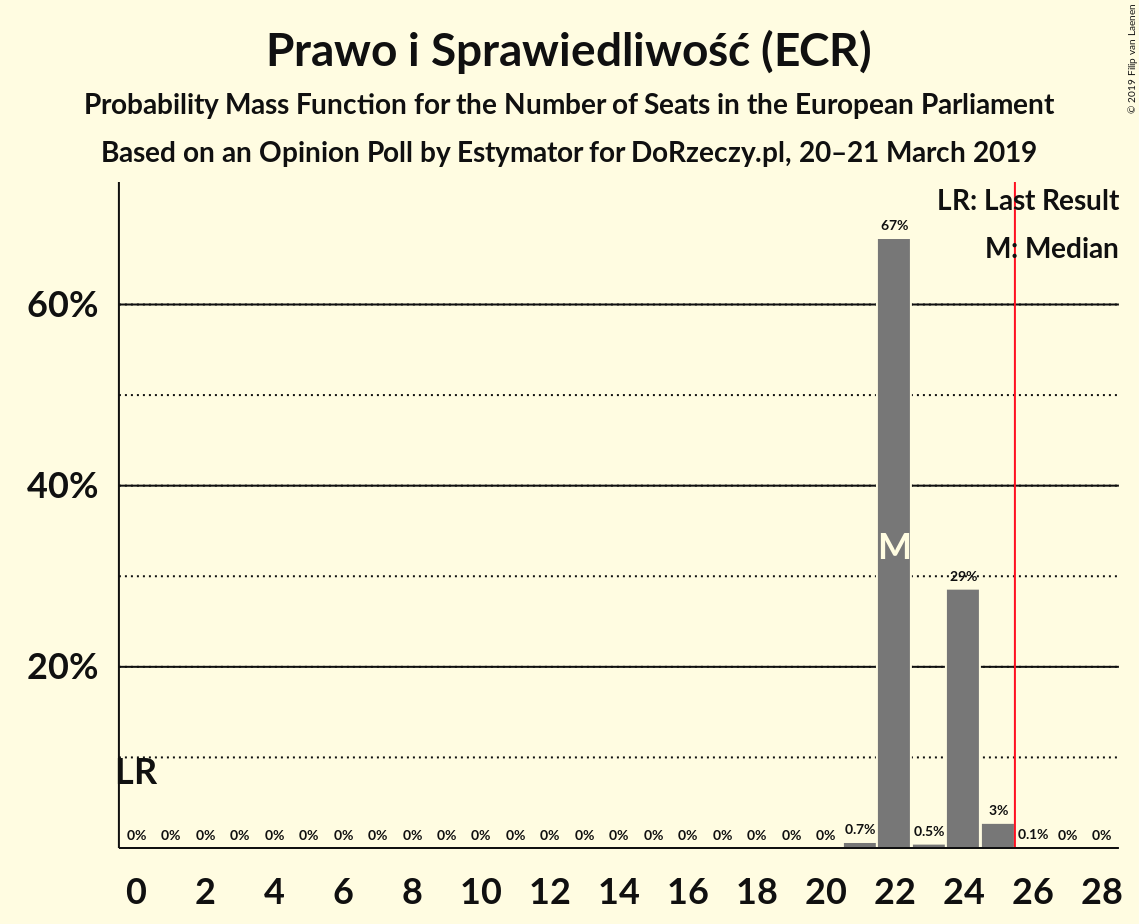 Prawo i Sprawiedliwość (ECR)
Probability Mass Function for the Number of Seats in the European Parliament
Based on an Opinion Poll by Estymator for DoRzeczy.pl, 20–21 March 2019
© 2019 Filip van Laenen
LR: Last Result
M: Median
67%
60%
40%
M
29%
20%
LR
3%
0% 0% 0% 0% 0% 0% 0% 0% 0% 0% 0% 0% 0% 0% 0% 0% 0% 0% 0% 0% 0% 0.7% 0.5% 0.1% 0% 0%
0 2 4 6 8 10 12 14 16 18 20 22 24 26 28